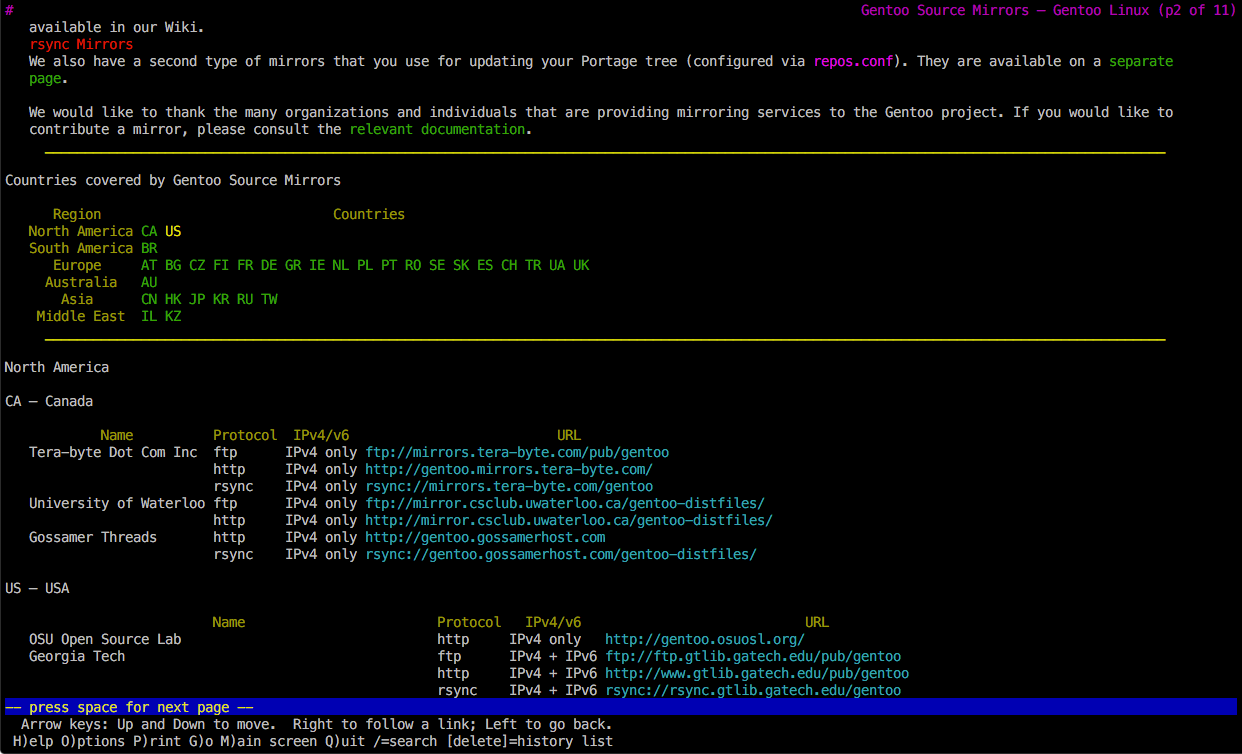 # Gentoo Source Mirrors — Gentoo Linux (p2 of 11)
available in our Wiki.
rsync Mirrors
We also have a second type of mirrors that you use for updating your Portage tree (configured via repos.conf). They are available on a separate
page.
We would like to thank the many organizations and individuals that are providing mirroring services to the Gentoo project. If you would like to
contribute a mirror, please consult the relevant documentation.
Countries covered by Gentoo Source Mirrors
Region Countries
North America CA US
South America BR
Europe AT BG CZ FI FR DE GR IE NL PL PT RO SE SK ES CH TR UA UK
Australia AU
Asia CN HK JP KR RU TW
Middle East IL KZ
North America
CA – Canada
Name Protocol IPv4/v6 URL
Tera-byte Dot Com Inc ftp IPv4 only ftp://mirrors.tera-byte.com/pub/gentoo
http IPv4 only http://gentoo.mirrors.tera-byte.com/
rsync IPv4 only rsync://mirrors.tera-byte.com/gentoo
University of Waterloo ftp IPv4 only ftp://mirror.csclub.uwaterloo.ca/gentoo-distfiles/
http IPv4 only http://mirror.csclub.uwaterloo.ca/gentoo-distfiles/
Gossamer Threads http IPv4 only http://gentoo.gossamerhost.com
rsync IPv4 only rsync://gentoo.gossamerhost.com/gentoo-distfiles/
US – USA
Name Protocol IPv4/v6 URL
OSU Open Source Lab http IPv4 only http://gentoo.osuosl.org/
Georgia Tech ftp IPv4 + IPv6 ftp://ftp.gtlib.gatech.edu/pub/gentoo
http IPv4 + IPv6 http://www.gtlib.gatech.edu/pub/gentoo
rsync IPv4 + IPv6 rsync://rsync.gtlib.gatech.edu/gentoo
-- press space for next page --
Arrow keys: Up and Down to move. Right to follow a link; Left to go back.
H)elp O)ptions P)rint G)o M)ain screen Q)uit /=search [delete]=history list